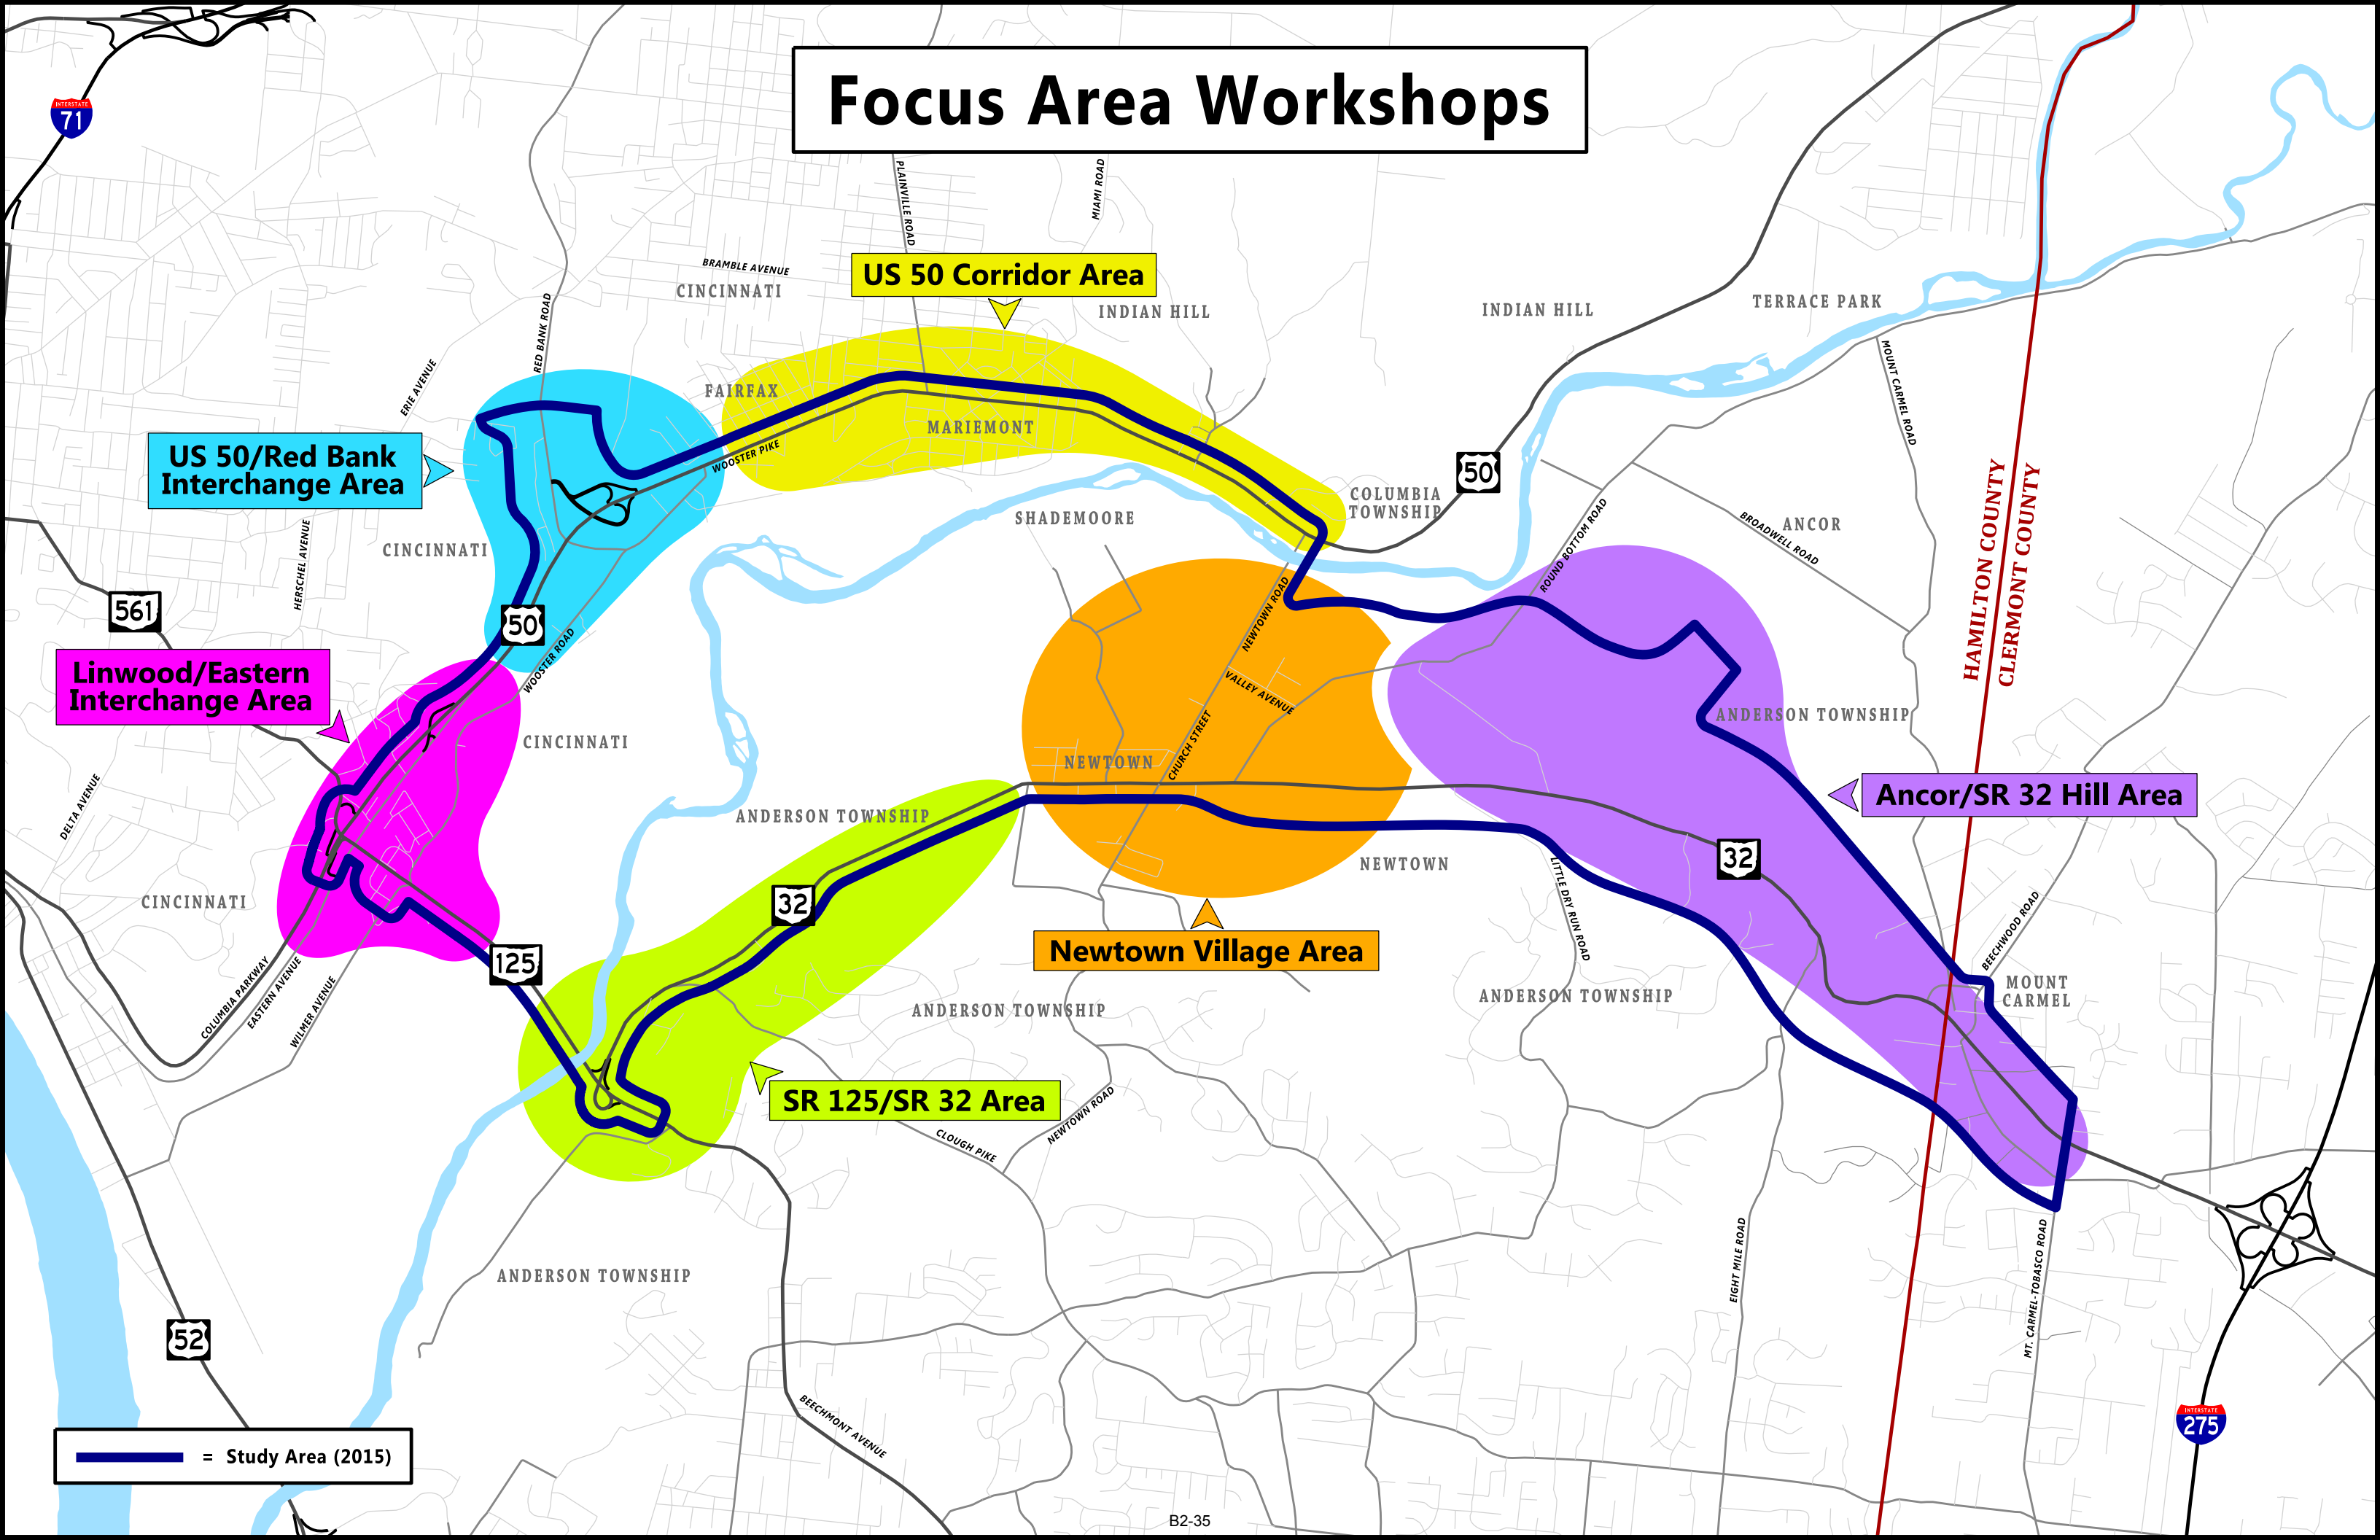 Focus Area Workshops
INTERSTATE
71
PLAINVILLE ROAD
MIAMI ROAD
BRAMBLE AVENUE
CINCINNATI
US 50 Corridor Area
INDIAN HILL
INDIAN HILL
TERRACE PARK
RED BANK ROAD
ERIE AVENUE
MOUNT CARMEL ROAD
FAIRFAX
MARIEMONT
WOOSTER PIKE
US 50/Red Bank
Interchange Area
50
COLUMBIA
TOWNSHIP
SHADEMOORE
ROUND BOTTOM ROAD
BROADWELL ROAD
ANCOR
HAMILTON COUNTY
CLERMONT COUNTY
HERSCHEL AVENUE
CINCINNATI
561
50
WOOSTER ROAD
NEWTOWN ROAD
VALLEY AVENUE
CHURCH STREET
Linwood/Eastern
Interchange Area
CINCINNATI
ANDERSON TOWNSHIP
NEWTOWN
DELTA AVENUE
ANDERSON TOWNSHIP
Ancor/SR 32 Hill Area
32
NEWTOWN
LITTLE DRY RUN ROAD
CINCINNATI
32
BEECHWOOD ROAD
Newtown Village Area
125
COLUMBIA PARKWAY
EASTERN AVENUE
WILMER AVENUE
ANDERSON TOWNSHIP
ANDERSON TOWNSHIP
MOUNT
CARMEL
SR 125/SR 32 Area
CLOUGH PIKE
NEWTOWN ROAD
EIGHT MILE ROAD
MT. CARMEL-TOBASCO ROAD
ANDERSON TOWNSHIP
52
BEECHMONT AVENUE
INTERSTATE
275
= Study Area (2015)
B2-35